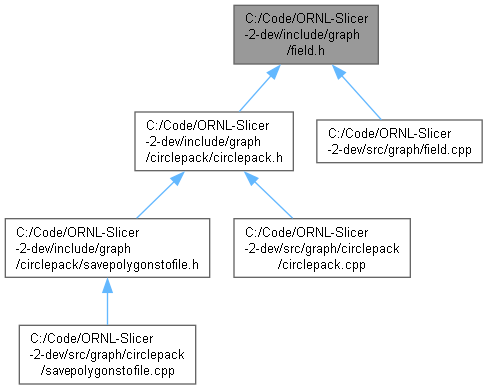 C:/Code/ORNL-Slicer
-2-dev/include/graph
/field.h
C:/Code/ORNL-Slicer
-2-dev/include/graph
/circlepack/circlepack.h
C:/Code/ORNL-Slicer
-2-dev/src/graph/field.cpp
C:/Code/ORNL-Slicer
-2-dev/include/graph
/circlepack/savepolygonstofile.h
C:/Code/ORNL-Slicer
-2-dev/src/graph/circlepack
/circlepack.cpp
C:/Code/ORNL-Slicer
-2-dev/src/graph/circlepack
/savepolygonstofile.cpp